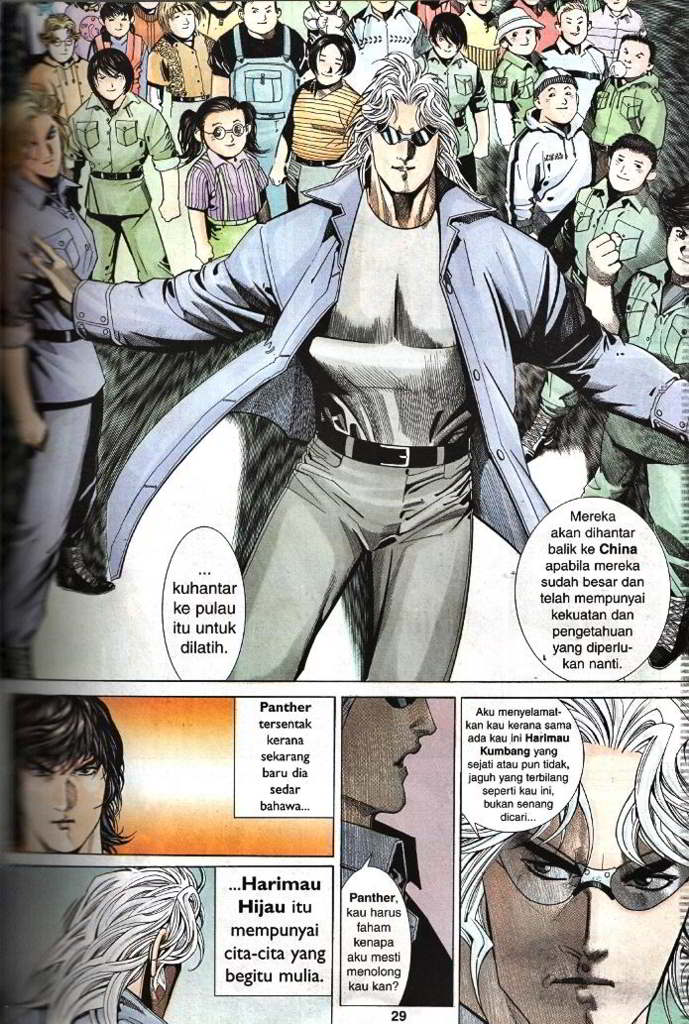 ...
kuhantar
ke pulau
itu untuk
dilatih.
Mereka
akan dihantar
balik ke China
apabila mereka
sudah besar dan
telah mempunyai
kekuatan dan
pengetahuan
yang diperlu-
kan nanti.
Panther
tersentak
kerana
sekarang
baru dia
sedar
bahawa...
...Harimau
Hijau itu
mempunyai
cita-cita yang
begitu mulia.
Panther,
kau harus
faham
kenapa
aku mesti
menolong
kau kan?
Aku menyelamat-
kan kau kerana sama
ada kau ini Harimau
Kumbang yang
sejati atau pun tidak,
jaguh yang terbilang
seperti kau ini,
bukan senang
dicari...
29